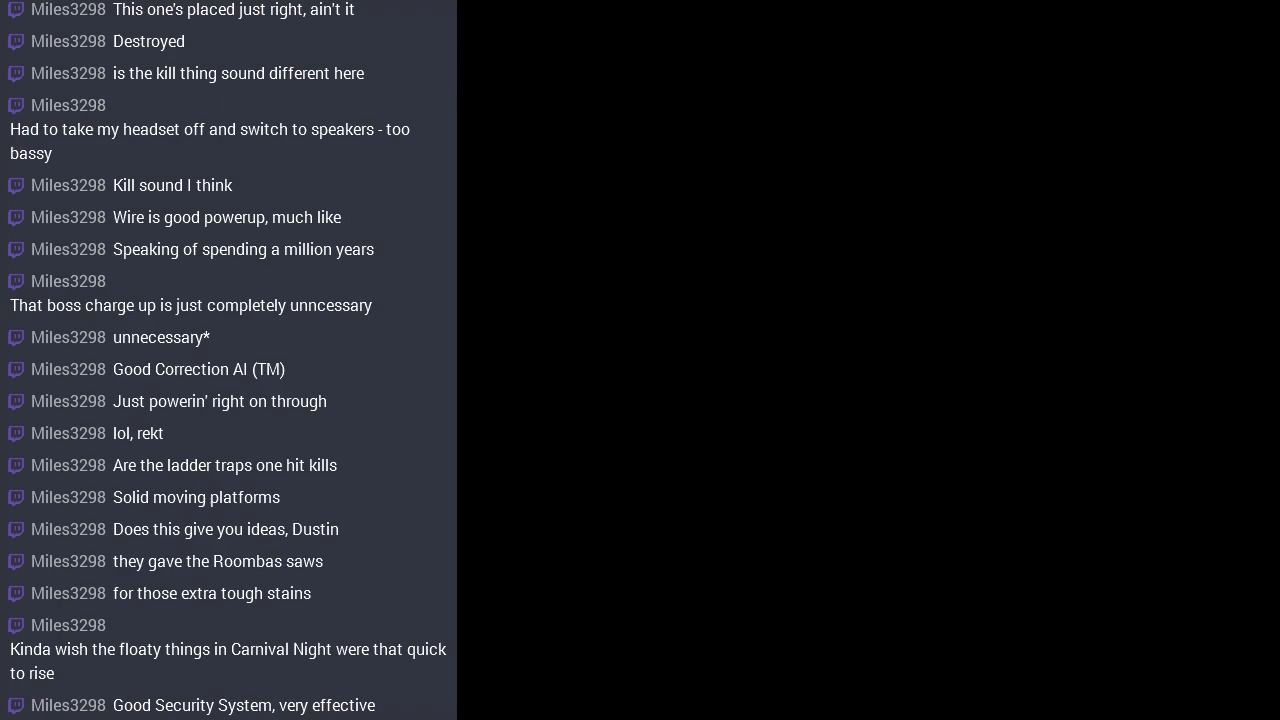 Miles3298 This one's placed just right, ain't it
Miles3298 Destroyed
Miles3298 is the kill thing sound different here
Miles3298
Had to take my headset off and switch to speakers - too
bassy
Miles3298 Kill sound I think
Miles3298 Wire is good powerup, much like
Miles3298 Speaking of spending a million years
Miles3298
That boss charge up is just completely unncessary
Miles3298 unnecessary*
Miles3298 Good Correction AI (TM)
Miles3298 Just powerin' right on through
Miles3298 lol, rekt
Miles3298 Are the ladder traps one hit kills
Miles3298 Solid moving platforms
Miles3298 Does this give you ideas, Dustin
Miles3298 they gave the Roombas saws
Miles3298 for those extra tough stains
Miles3298
Kinda wish the floaty things in Carnival Night were that quick
to rise
Miles3298 Good Security System, very effective